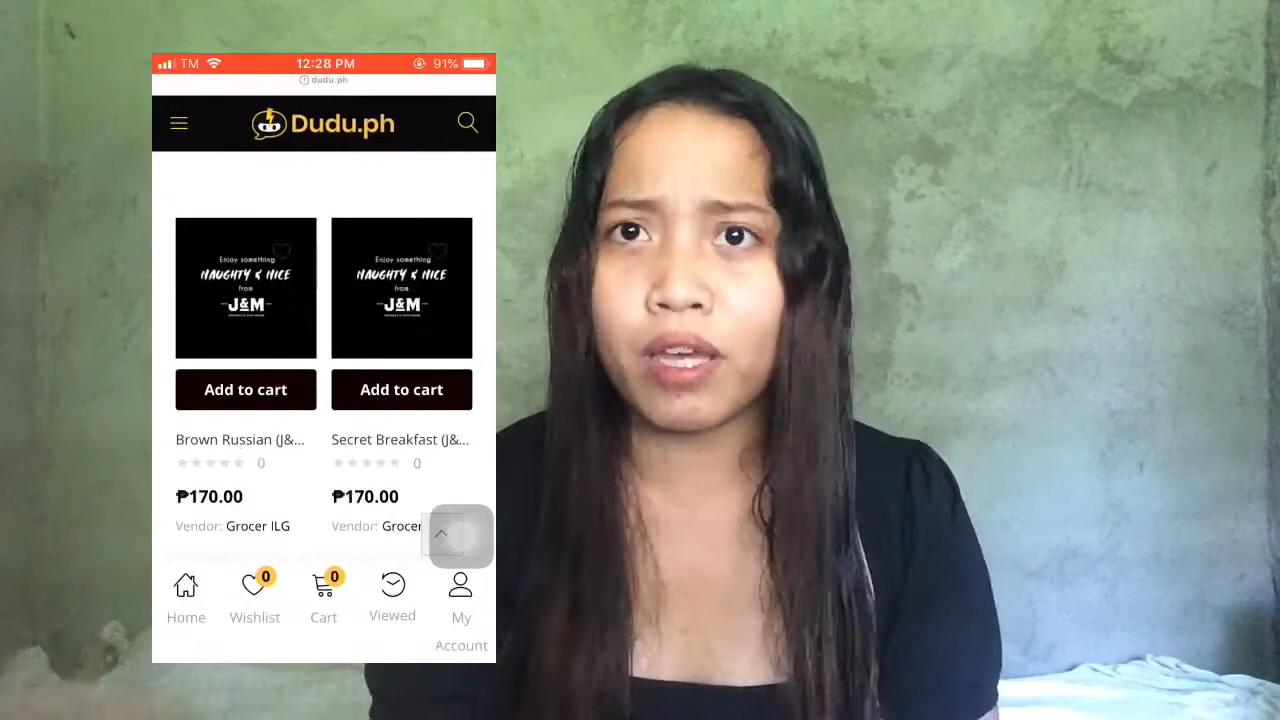 TM 12:28 PM 91%
dudu.ph
Dudu.ph
Enjoy something
NAUGHTY & NICE
from
J&M
Enjoy something
NAUGHTY & NICE
from
J&M
Add to cart Add to cart
Brown Russian (J&... Secret Breakfast (J&...
0 0
₱170.00 ₱170.00
Vendor: Grocer ILG Vendor: Grocer
0 0
Home Wishlist Cart Viewed My
Account